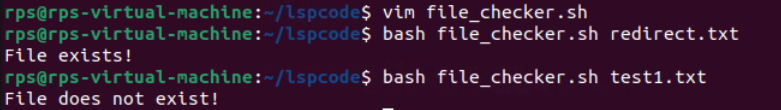 rps@rps-virtual-machine:~/lspcode$ vim file_checker.sh
rps@rps-virtual-machine:~/lspcode$ bash file_checker.sh redirect.txt
File exists!
rps@rps-virtual-machine:~/lspcode$ bash file_checker.sh test1.txt
File does not exist!